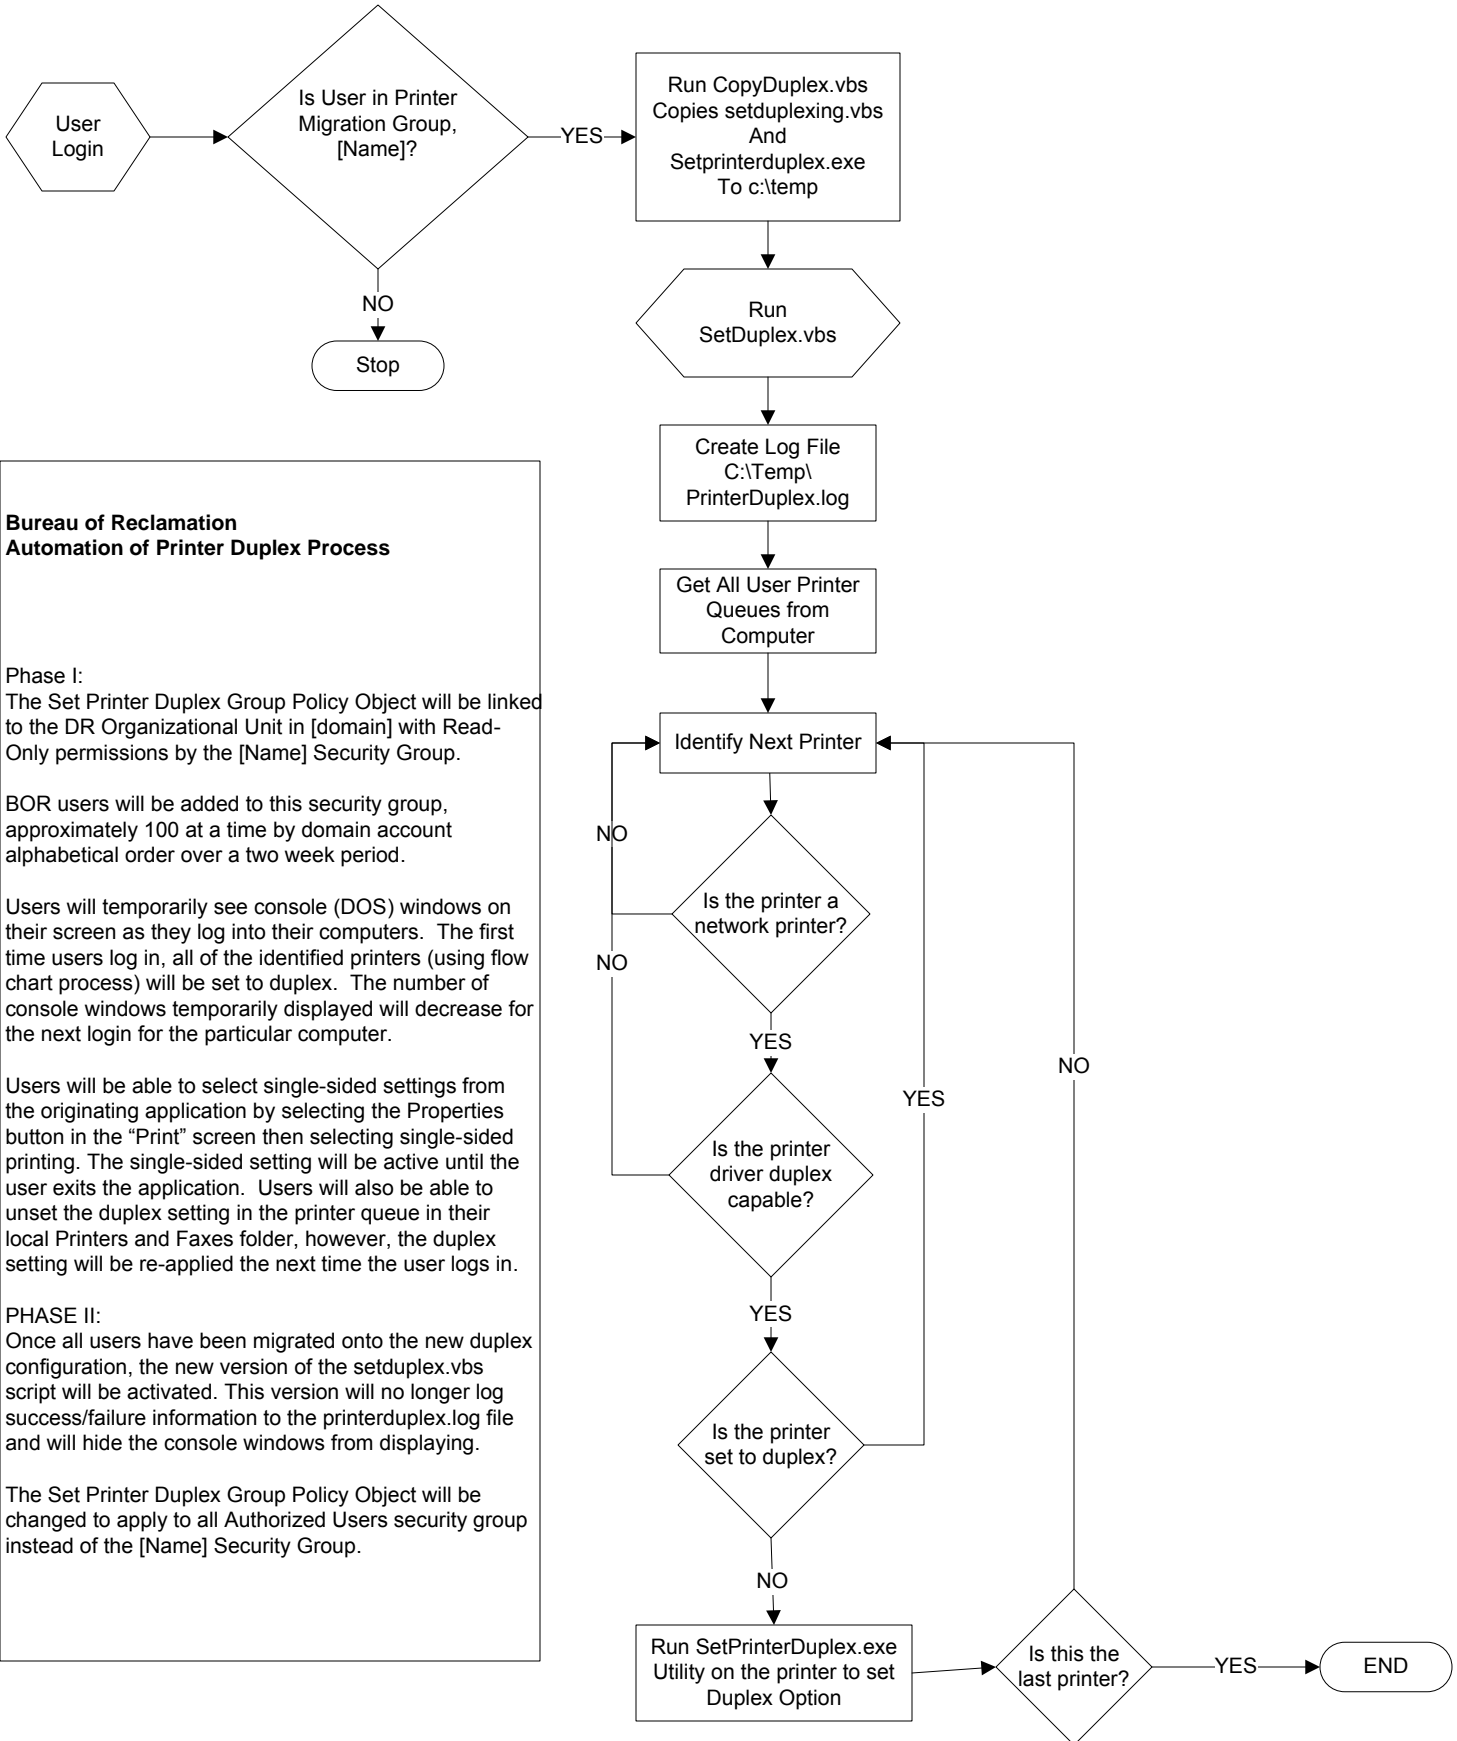 User
Login
Is User in Printer
Migration Group,
[Name]?
YES
Run CopyDuplex.vbs
Copies setduplexing.vbs
And
Setprinterduplex.exe
To c:\temp
NO
Stop
Run
SetDuplex.vbs
Create Log File
C:\Temp\
PrinterDuplex.log
Get All User Printer
Queues from
Computer
Identify Next Printer
NO
Is the printer a
network printer?
NO
YES
NO
YES
Is the printer
driver duplex
capable?
YES
Is the printer
set to duplex?
NO
Run SetPrinterDuplex.exe
Utility on the printer to set
Duplex Option
Is this the
last printer?
YES
END
Bureau of Reclamation
Automation of Printer Duplex Process
Phase I:
The Set Printer Duplex Group Policy Object will be linked
to the DR Organizational Unit in [domain] with Read-
Only permissions by the [Name] Security Group.
BOR users will be added to this security group,
approximately 100 at a time by domain account
alphabetical order over a two week period.
Users will temporarily see console (DOS) windows on
their screen as they log into their computers.  The first
time users log in, all of the identified printers (using flow
chart process) will be set to duplex.  The number of
console windows temporarily displayed will decrease for
the next login for the particular computer.
Users will be able to select single-sided settings from
the originating application by selecting the Properties
button in the “Print” screen then selecting single-sided
printing. The single-sided setting will be active until the
user exits the application.  Users will also be able to
unset the duplex setting in the printer queue in their
local Printers and Faxes folder, however, the duplex
setting will be re-applied the next time the user logs in.
PHASE II:
Once all users have been migrated onto the new duplex
configuration, the new version of the setduplex.vbs
script will be activated. This version will no longer log
success/failure information to the printerduplex.log file
and will hide the console windows from displaying.
The Set Printer Duplex Group Policy Object will be
changed to apply to all Authorized Users security group
instead of the [Name] Security Group.